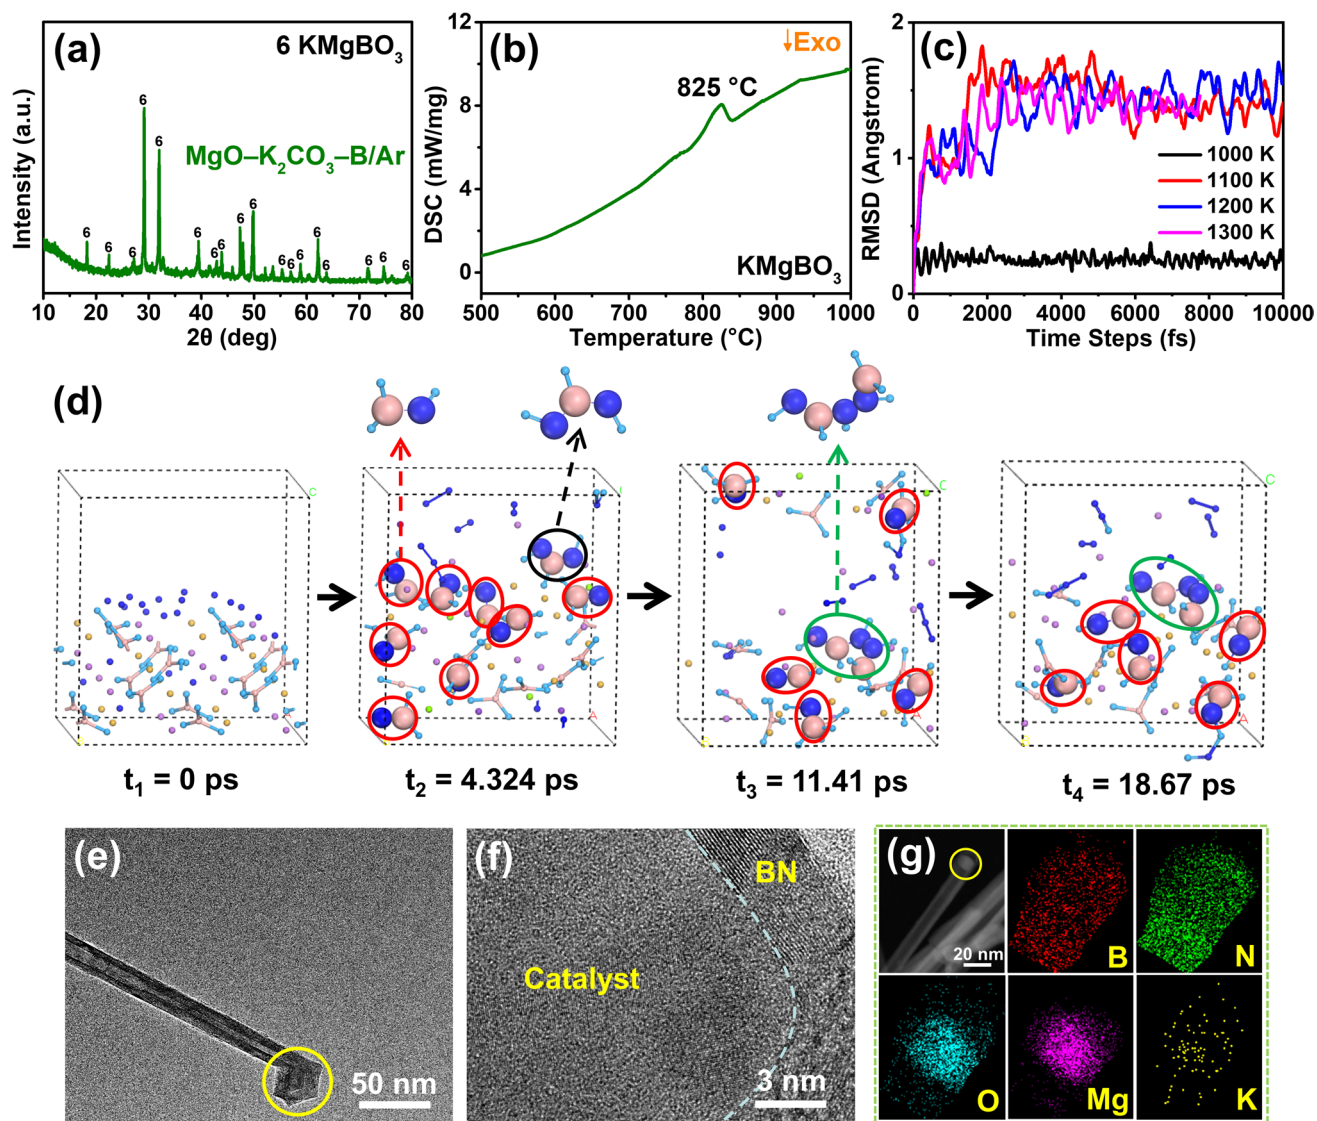 (a)
6 KMgBO₃
MgO–K₂CO₃–B/Ar
6 6 6 6 6 6 6 6 6 6 6 6 6 6 6 6 6 6
Intensity (a.u.)
10 20 30 40 50 60 70 80
2θ (deg)
(b)
↓Exo
825 °C
KMgBO₃
DSC (mW/mg)
12
8
4
0
500 600 700 800 900 1000
Temperature (°C)
(c)
RMSD (Angstrom)
2
1
0
1000 K
1100 K
1200 K
1300 K
0 2000 4000 6000 8000 10000
Time Steps (fs)
(d)
C
B
A
C
A
C
B
A
t₁ = 0 ps
t₂ = 4.324 ps
t₃ = 11.41 ps
t₄ = 18.67 ps
(e)
50 nm
(f)
BN
Catalyst
3 nm
(g)
20 nm
B
N
O
Mg
K